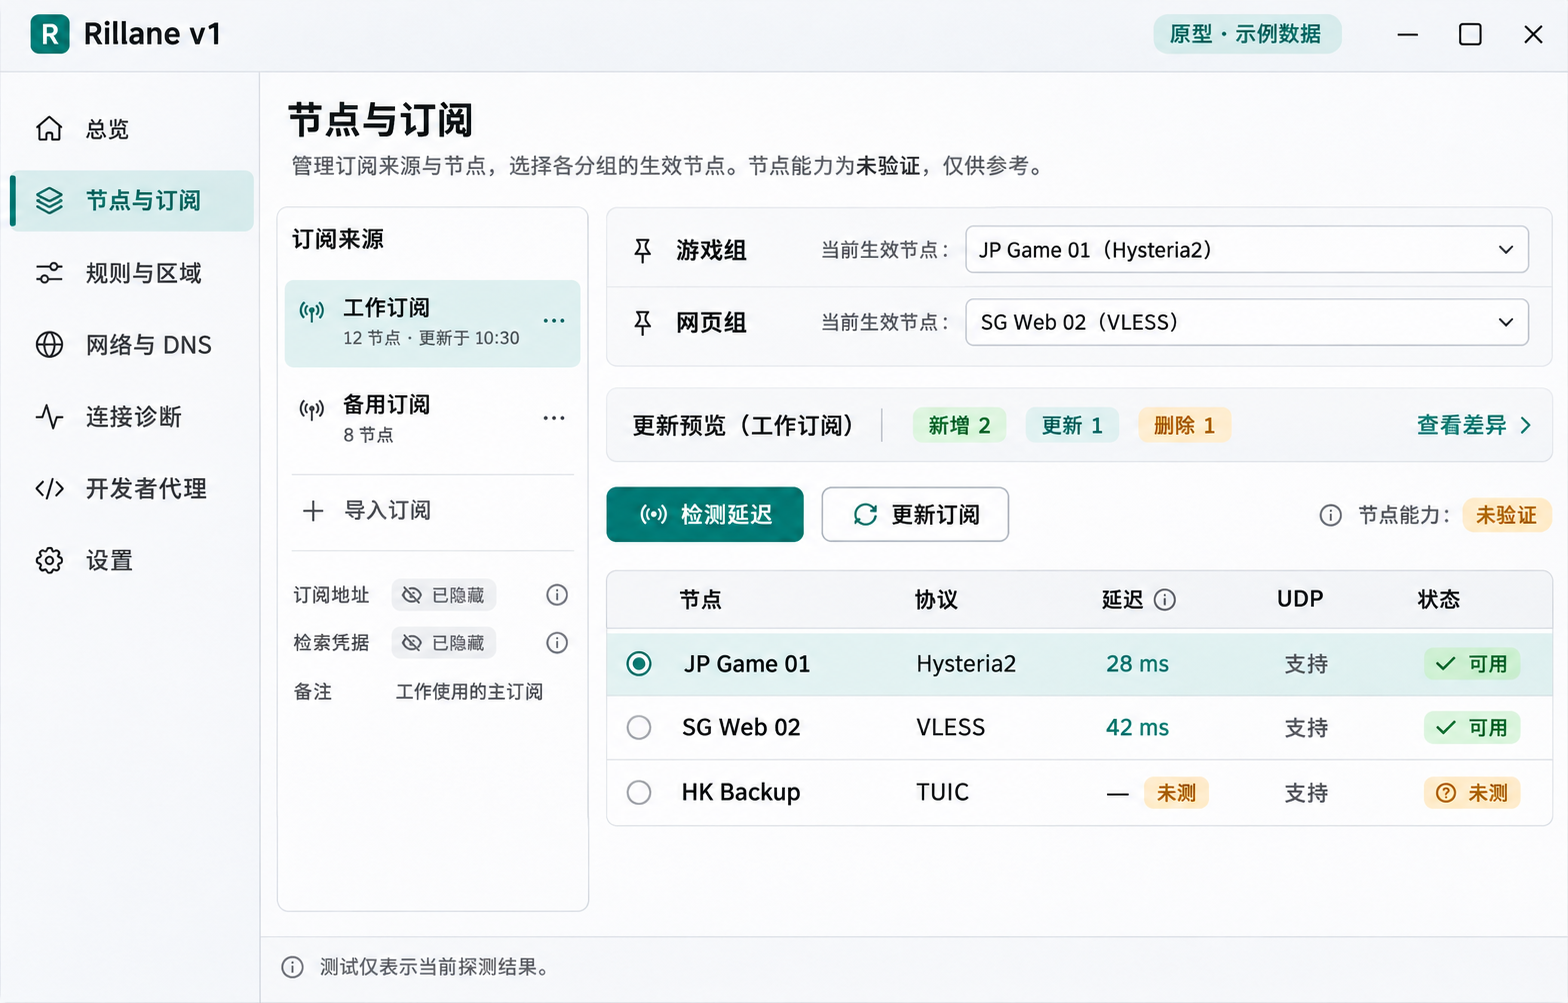 R Rillane v1
原型 · 示例数据
总览
节点与订阅
规则与区域
网络与 DNS
连接诊断
开发者代理
设置
节点与订阅
管理订阅来源与节点，选择各分组的生效节点。节点能力为未验证，仅供参考。
订阅来源
工作订阅
12 节点 · 更新于 10:30
备用订阅
8 节点
导入订阅
订阅地址 已隐藏
检索凭据 已隐藏
备注 工作使用的主订阅
游戏组 当前生效节点： JP Game 01（Hysteria2）
网页组 当前生效节点： SG Web 02（VLESS）
更新预览（工作订阅） 新增 2 更新 1 删除 1 查看差异
检测延迟 更新订阅 节点能力： 未验证
节点 协议 延迟 UDP 状态
JP Game 01 Hysteria2 28 ms 支持 可用
SG Web 02 VLESS 42 ms 支持 可用
HK Backup TUIC — 未测 支持 未测
测试仅表示当前探测结果。